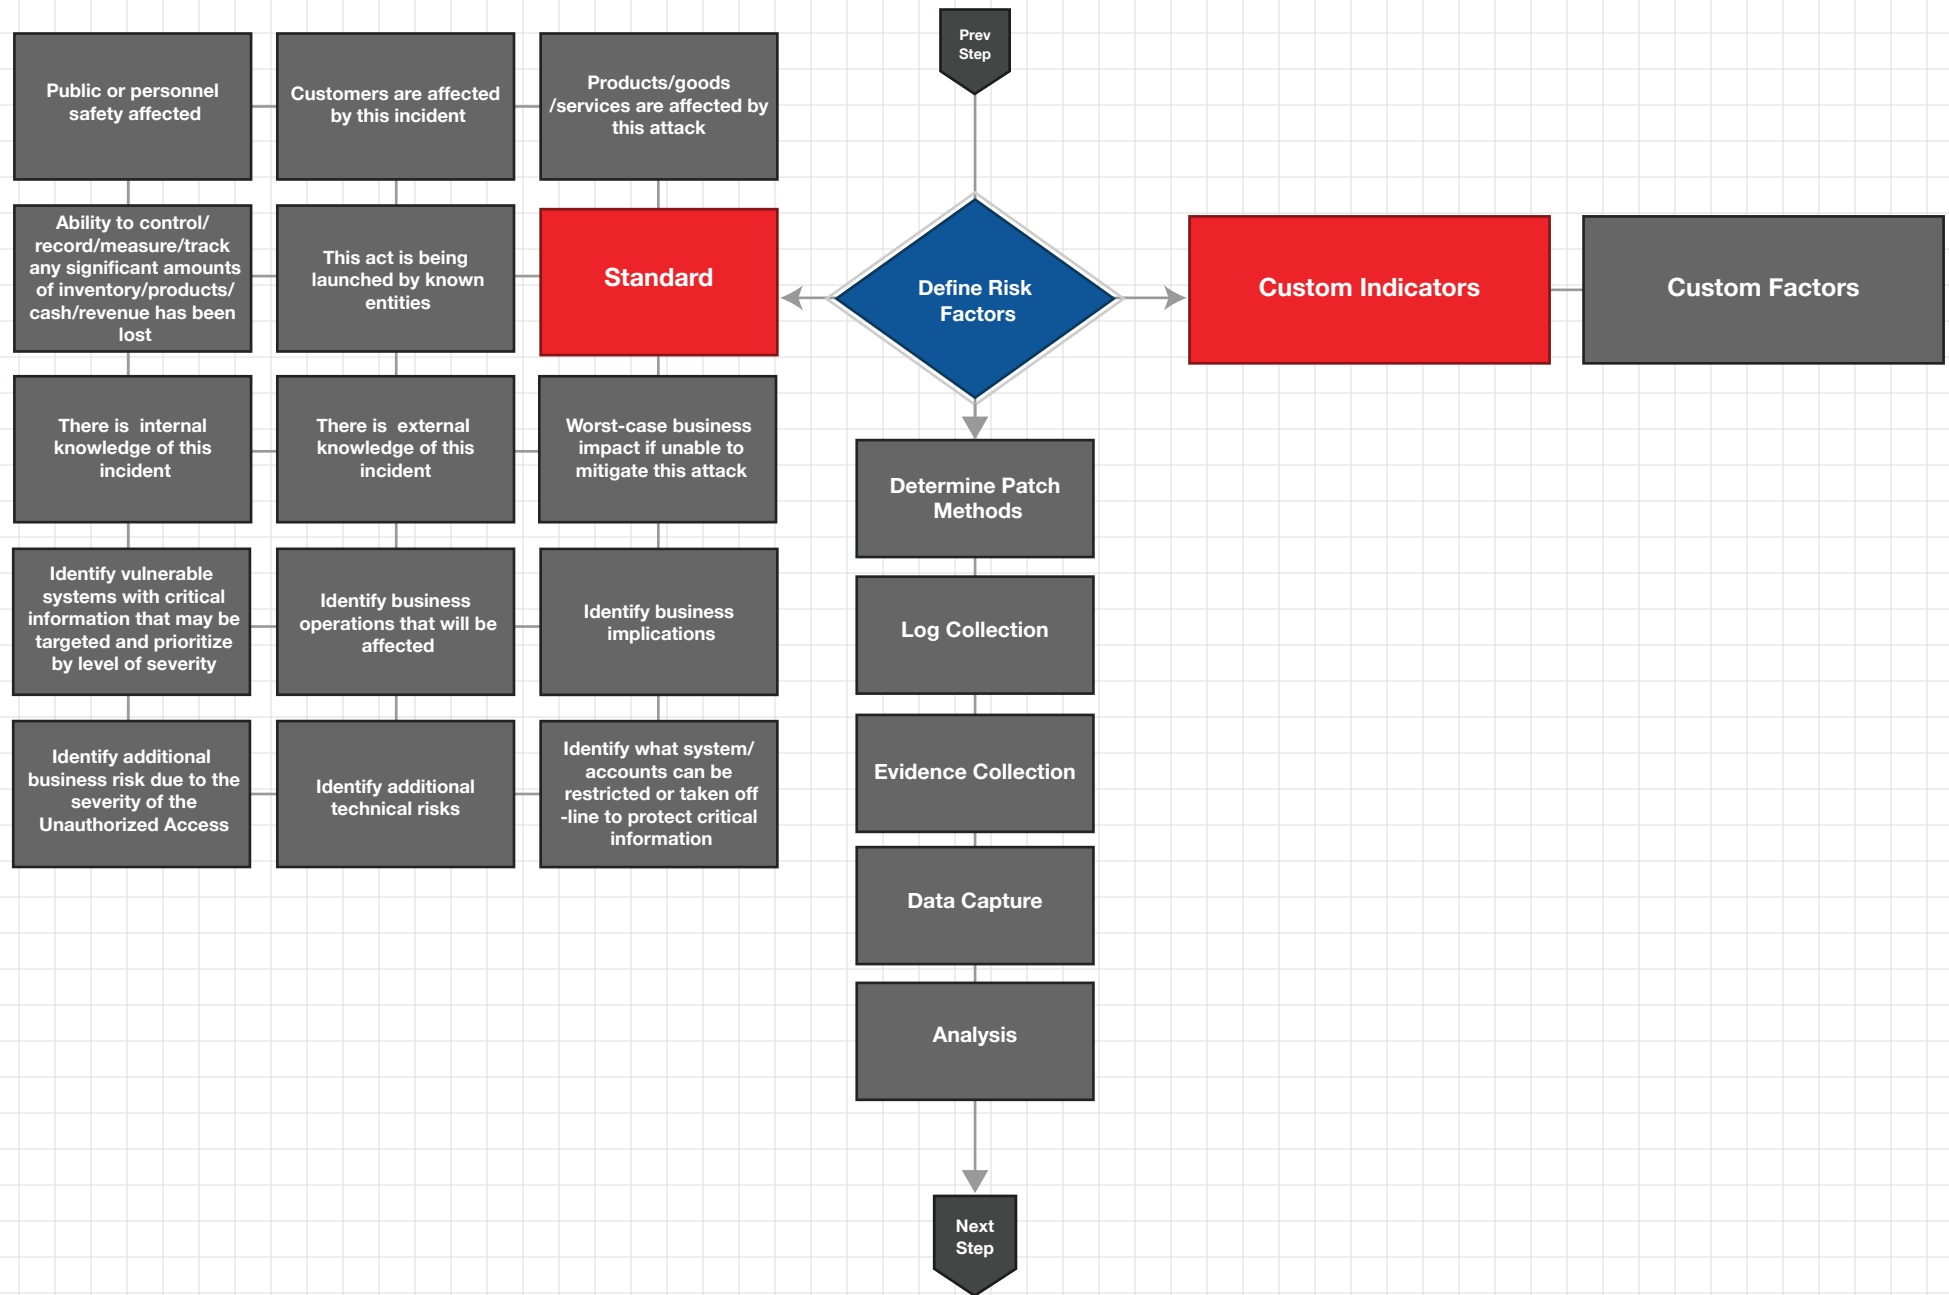 Prev
Step
Public or personnel
safety affected
Customers are affected
by this incident
Products/goods
/services are affected by
this attack
Ability to control/
record/measure/track
any significant amounts
of inventory/products/
cash/revenue has been
lost
This act is being
launched by known
entities
Standard
Define Risk
Factors
Custom Indicators
Custom Factors
There is  internal
knowledge of this
incident
There is  external
knowledge of this
incident
Worst-case business
impact if unable to
mitigate this attack
Determine Patch
Methods
Identify vulnerable
systems with critical
information that may be
targeted and prioritize
by level of severity
Identify business
operations that will be
affected
Identify business
implications
Log Collection
Identify additional
business risk due to the
severity of the
Unauthorized Access
Identify additional
technical risks
Identify what system/
accounts can be
restricted or taken off
-line to protect critical
information
Evidence Collection
Data Capture
Analysis
Next
Step